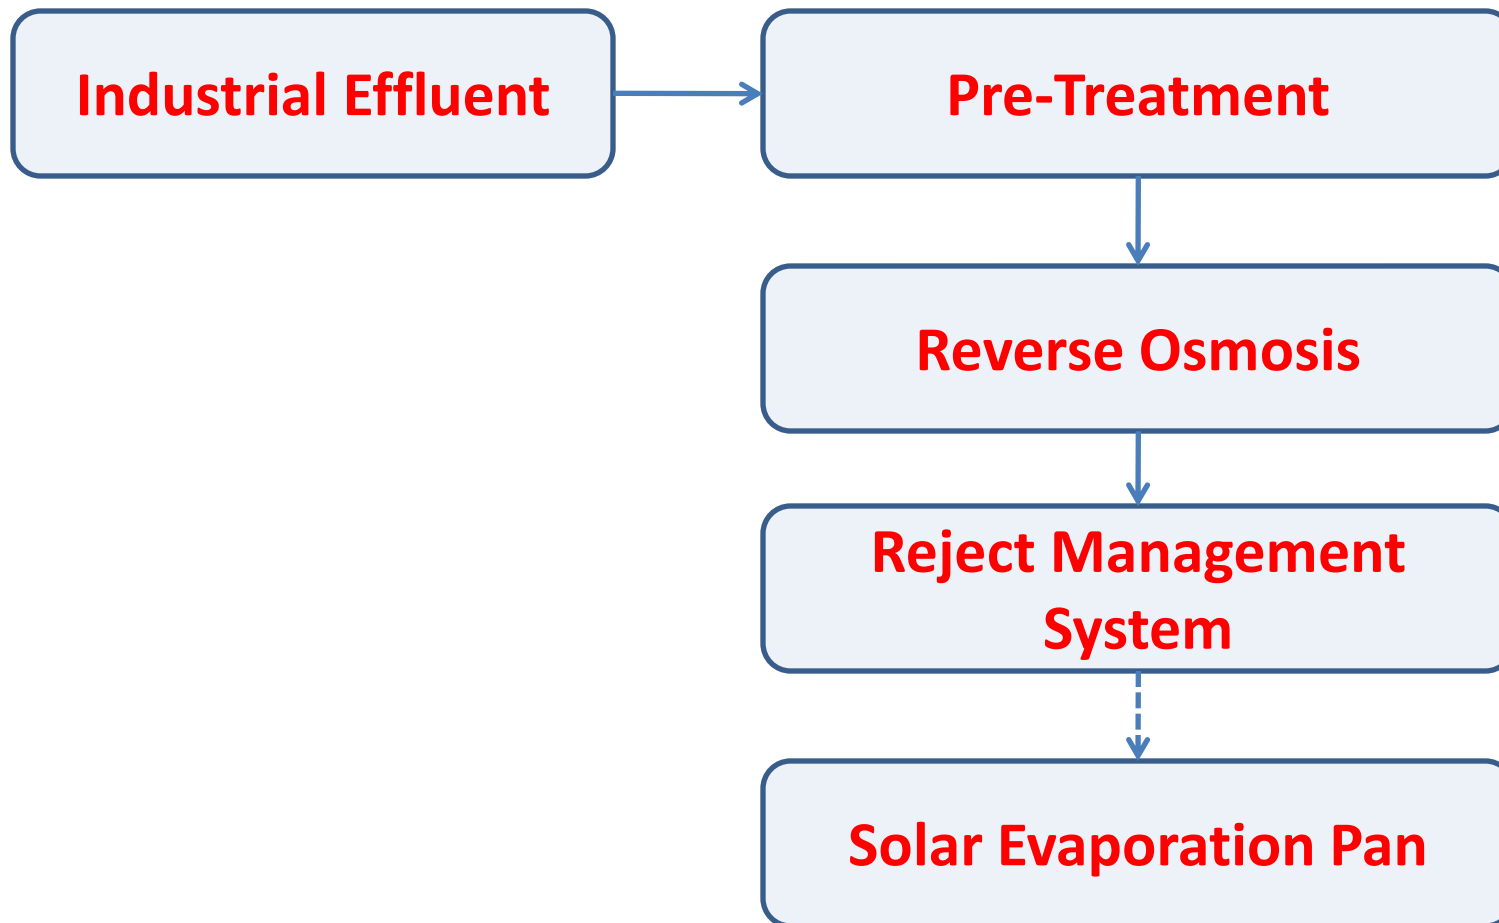 Industrial Effluent
Pre-Treatment
Reverse Osmosis
Reject Management
System
Solar Evaporation Pan